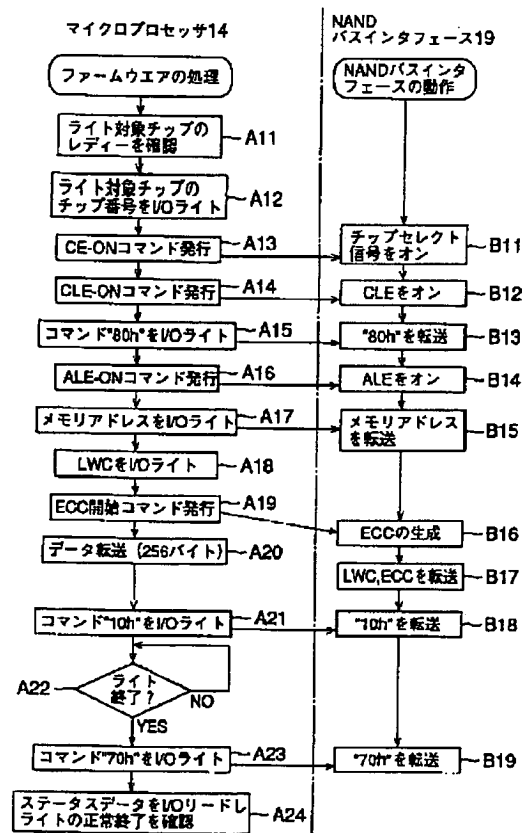 マイクロプロセッサ14
NAND
バスインタフェース19
ファームウエアの処理
NANDバスインタ
フェースの動作
ライト対象チップの
レディーを確認
A11
ライト対象チップの
チップ番号をI/Oライト
A12
CE-ONコマンド発行
A13
チップセレクト
信号をオン
B11
CLE-ONコマンド発行
A14
CLEをオン
B12
コマンド"80h"をI/Oライト
A15
"80h"を転送
B13
ALE-ONコマンド発行
A16
ALEをオン
B14
メモリアドレスをI/Oライト
A17
メモリアドレス
を転送
B15
LWCをI/Oライト
A18
ECC開始コマンド発行
A19
ECCの生成
B16
データ転送(256バイト)
A20
LWC,ECCを転送
B17
コマンド"10h"をI/Oライト
A21
"10h"を転送
B18
A22
ライト
終了?
NO
YES
コマンド"70h"をI/Oライト
A23
"70h"を転送
B19
ステータスデータをI/Oリードし
ライトの正常終了を確認
A24